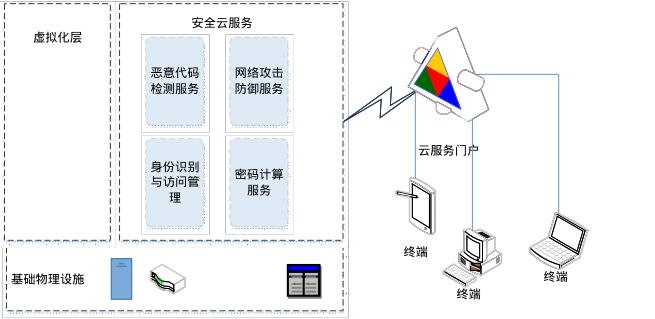 虚拟化层
安全云服务
恶意代码
检测服务
网络攻击
防御服务
身份识别
与访问管
理
密码计算
服务
云服务门户
终端
终端
终端
基础物理设施